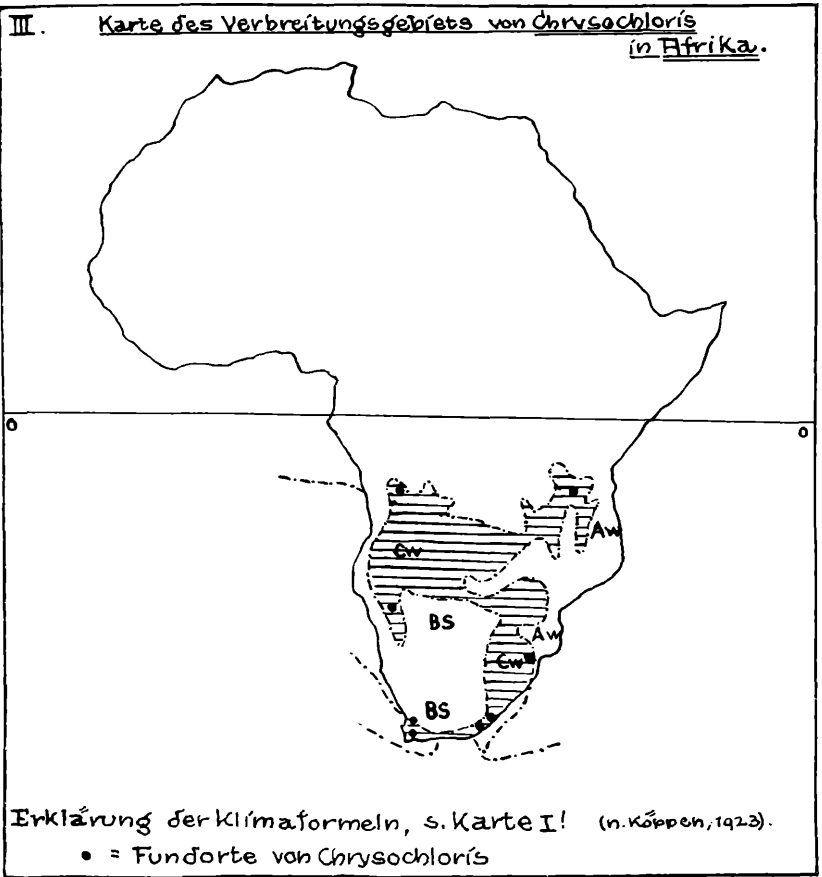 III. Karte des Verbreitungsgebiets von Chrysochloris
in Afrika.
0
0
Aw
Cw
BS
Aw
Cw
BS
Erklärung der Klimaformeln, s. Karte I! (n. Köppen, 1923).
• = Fundorte von Chrysochloris